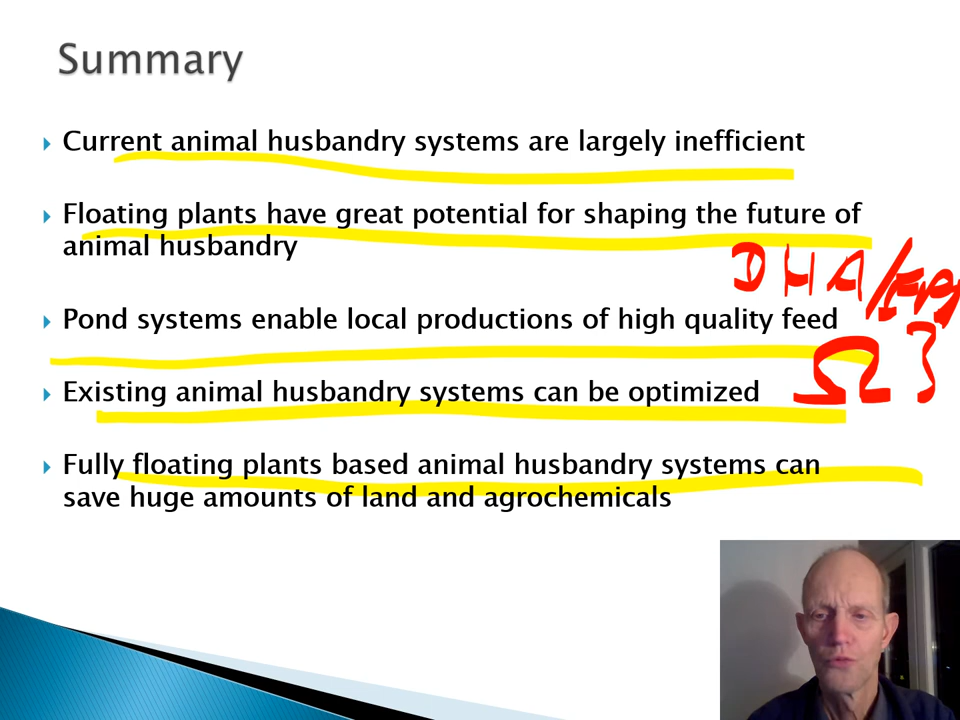 Summary
Current animal husbandry systems are largely inefficient
Floating plants have great potential for shaping the future of
animal husbandry
DHA/
Pond systems enable local productions of high quality feed
Ω3
Existing animal husbandry systems can be optimized
Fully floating plants based animal husbandry systems can
save huge amounts of land and agrochemicals